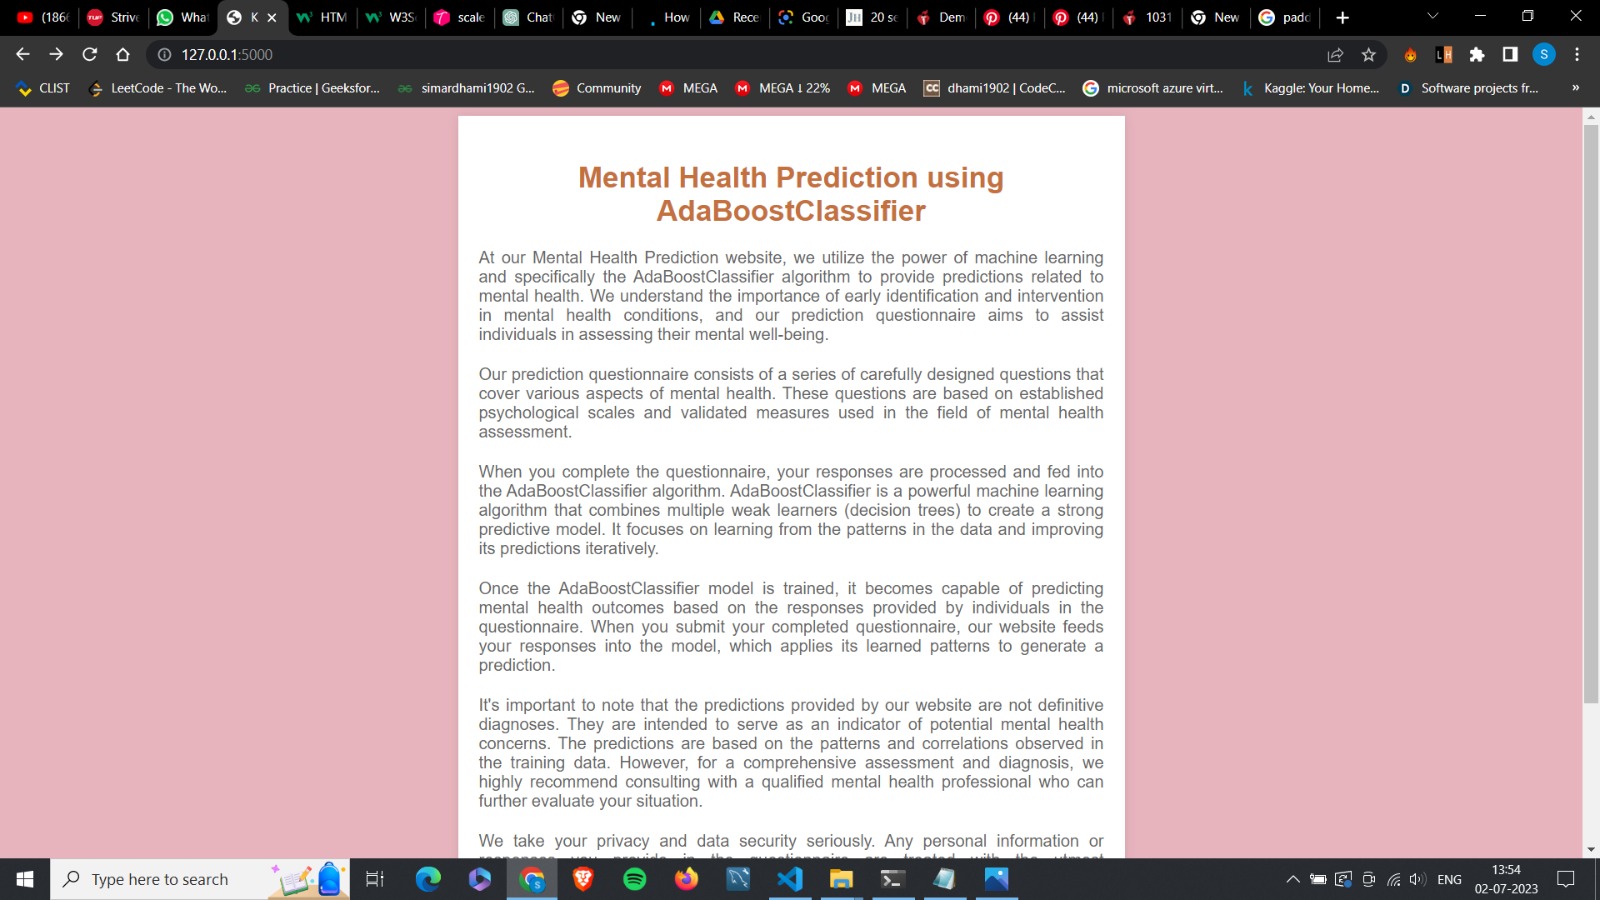 (186
Strive
What
K
HTM
W3S
scale
Chat
New
How
Rece
Goog
20 se
Dem
(44)
(44)
1031
New
padd
127.0.0.1:5000
CLIST
LeetCode - The Wo...
Practice | Geeksfor...
simardhami1902 G...
Community
MEGA
MEGA ⭳ 22%
MEGA
dhami1902 | CodeC...
microsoft azure virt...
Kaggle: Your Home...
Software projects fr...
»
Mental Health Prediction using
AdaBoostClassifier
At our Mental Health Prediction website, we utilize the power of machine learning
and specifically the AdaBoostClassifier algorithm to provide predictions related to
mental health. We understand the importance of early identification and intervention
in mental health conditions, and our prediction questionnaire aims to assist
individuals in assessing their mental well-being.
Our prediction questionnaire consists of a series of carefully designed questions that
cover various aspects of mental health. These questions are based on established
psychological scales and validated measures used in the field of mental health
assessment.
When you complete the questionnaire, your responses are processed and fed into
the AdaBoostClassifier algorithm. AdaBoostClassifier is a powerful machine learning
algorithm that combines multiple weak learners (decision trees) to create a strong
predictive model. It focuses on learning from the patterns in the data and improving
its predictions iteratively.
Once the AdaBoostClassifier model is trained, it becomes capable of predicting
mental health outcomes based on the responses provided by individuals in the
questionnaire. When you submit your completed questionnaire, our website feeds
your responses into the model, which applies its learned patterns to generate a
prediction.
It's important to note that the predictions provided by our website are not definitive
diagnoses. They are intended to serve as an indicator of potential mental health
concerns. The predictions are based on the patterns and correlations observed in
the training data. However, for a comprehensive assessment and diagnosis, we
highly recommend consulting with a qualified mental health professional who can
further evaluate your situation.
We take your privacy and data security seriously. Any personal information or
responses you provide in the questionnaire are treated with the utmost
Type here to search
ENG
13:54
02-07-2023